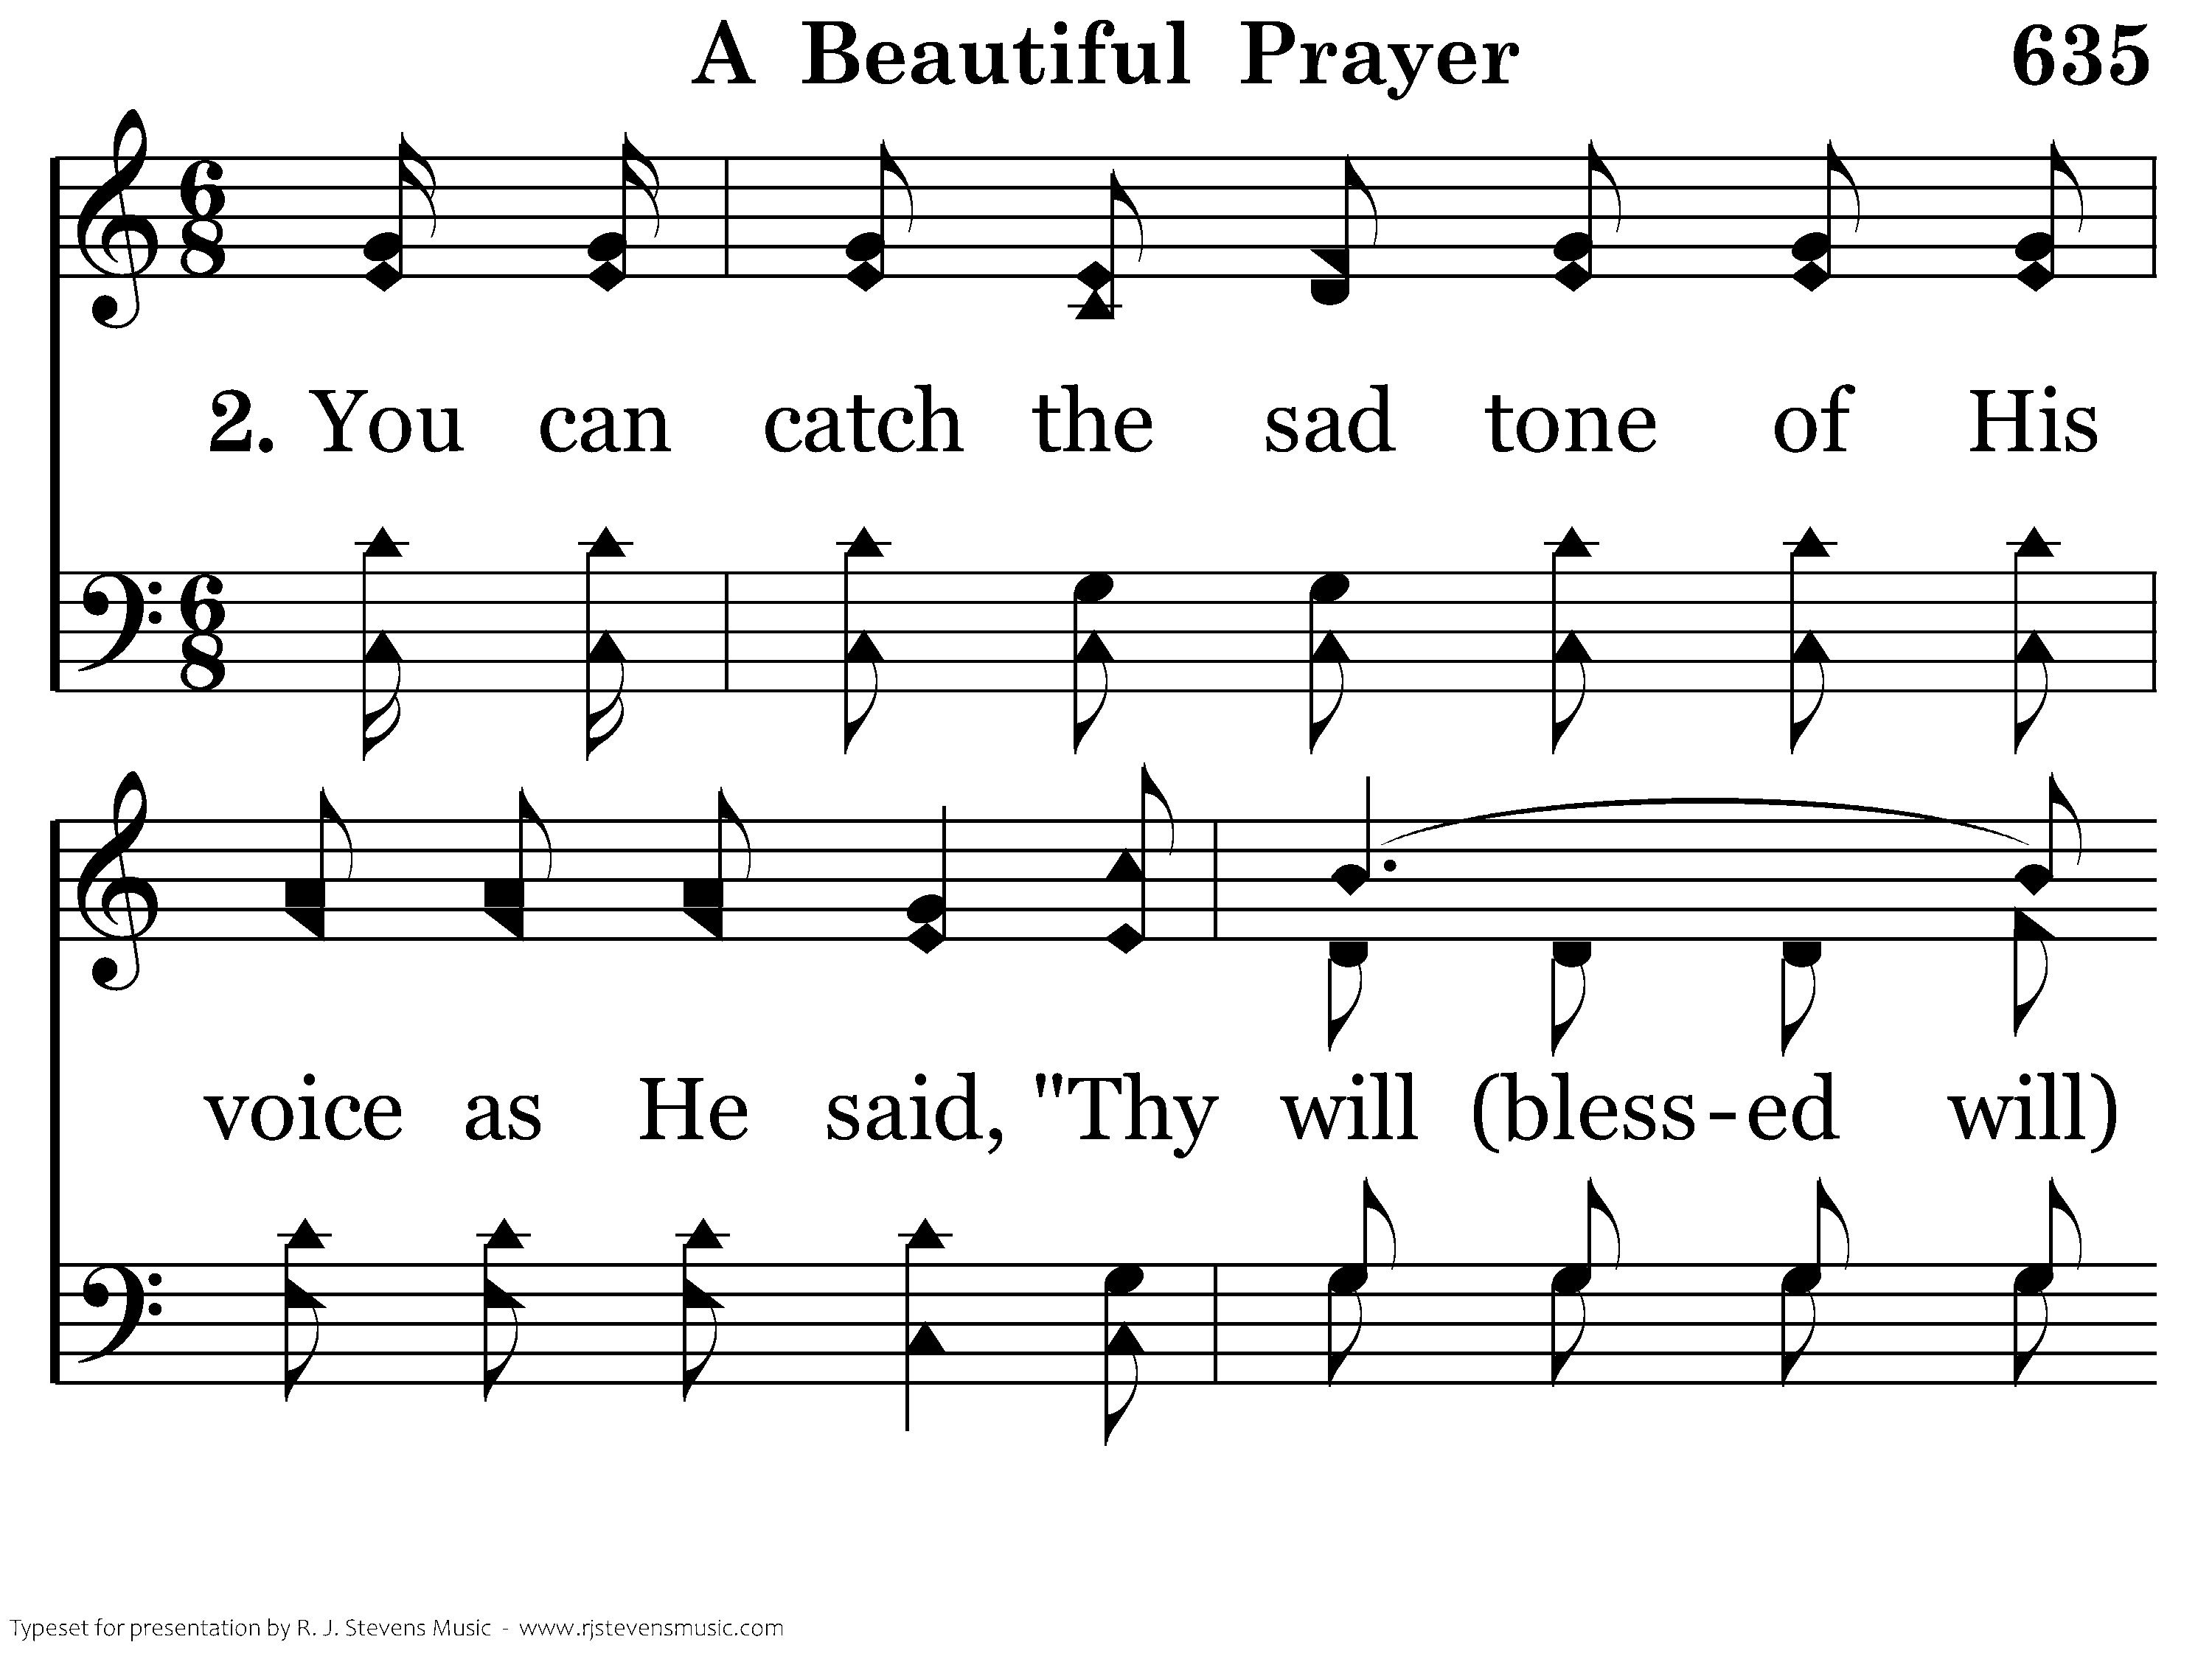 A Beautiful Prayer 635
6
8
2. You can catch the sad tone of His
6
8
voice as He said, "Thy will (bless-ed will)
Typeset for presentation by R. J. Stevens Music - www.rjstevensmusic.com